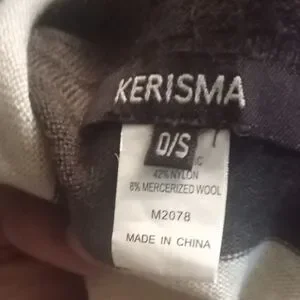 KERISMA
O/S
42% NYLON
8% MERCERIZED WOOL
M2078
MADE IN CHINA